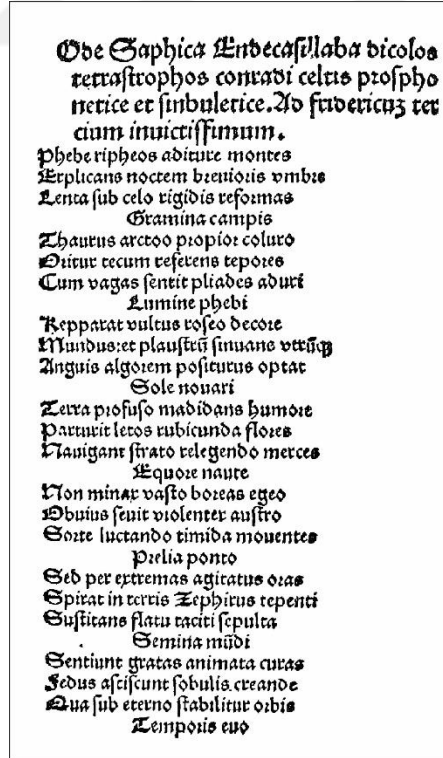 Ode Saphica Endecasillaba dicolos
tetrastrophos conradi celtis prospho
netice et sinbuletice. Ad fridericuꝫ ter
cium inuictissimum.
Phebe ripheos aditure montes
Explicans noctem breuioris vmbre
Lenta sub celo rigidis reformas
Gramina campis
Thaurus arctoo propior coluro
Oritur tecum referens tepores
Cum vagas sentit pliades aduri
Lumine phebi
Repparat vultus roseo decore
Mundus: et plaustrū sinuans vtrūqꝫ
Anguis algorem positurus optat
Sole nouari
Terra profuso madidans humore
Parturit letos rubicunda flores
Nauigant strato relegendo merces
Equore naute
Non minax vasto boreas egeo
Obuius seuit violenter austro
Sorte luctando timida mouentes
Prelia ponto
Sed per extremas agitatus oras
Spirat in terris Zephirus tepenti
Suscitans flatu taciti sepulta
Semina mūdi
Sentiunt gratas animata curas
Fedus asciscunt sobulis creande
Qua sub eterno stabilitur orbis
Temporis euo